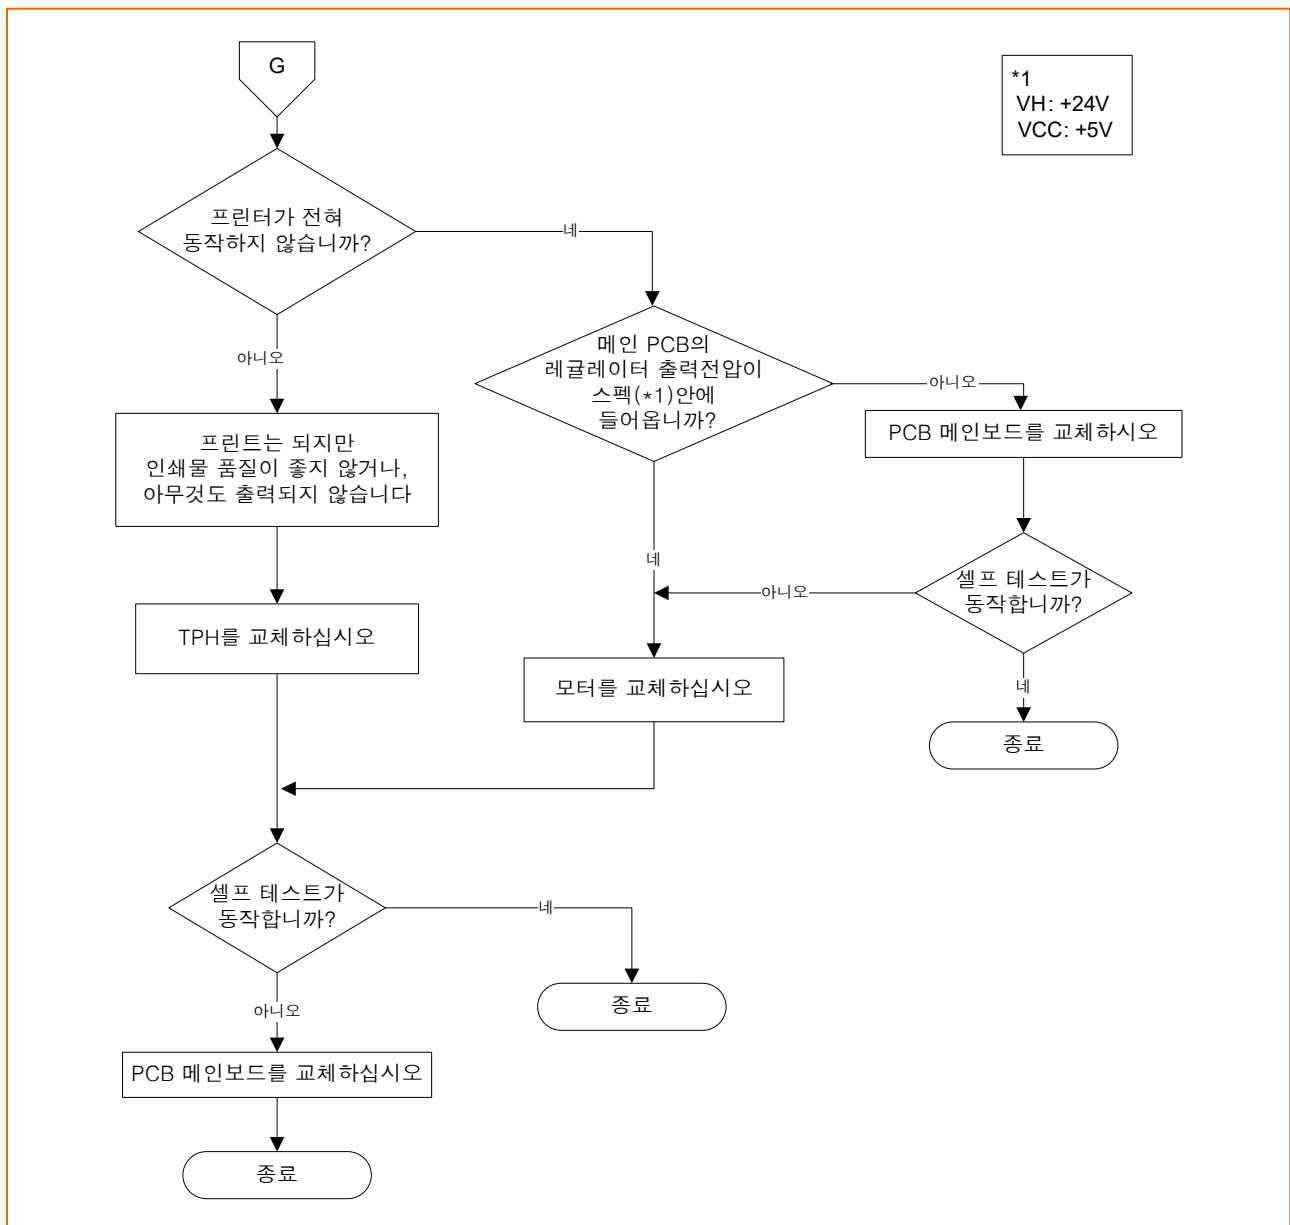 G
*1
VH: +24V
VCC: +5V
프린터가 전혀
동작하지 않습니까?
네
아니오
메인 PCB의
레귤레이터 출력전압이
스펙(*1)안에
들어옵니까?
아니오
PCB 메인보드를 교체하시오
프린트는 되지만
인쇄물 품질이 좋지 않거나,
아무것도 출력되지 않습니다
네
셀프 테스트가
동작합니까?
아니오
TPH를 교체하십시오
모터를 교체하십시오
네
종료
셀프 테스트가
동작합니까?
네
종료
아니오
PCB 메인보드를 교체하십시오
종료